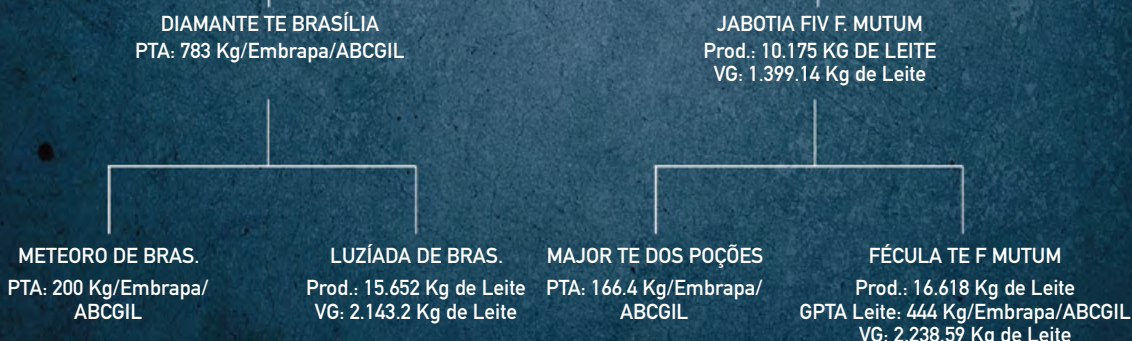 DIAMANTE TE BRASÍLIA
PTA: 783 Kg/Embrapa/ABCGIL
JABOTIA FIV F. MUTUM
Prod.: 10.175 KG DE LEITE
VG: 1.399.14 Kg de Leite
METEORO DE BRAS.
PTA: 200 Kg/Embrapa/
ABCGIL
LUZÍADA DE BRAS.
Prod.: 15.652 Kg de Leite
VG: 2.143.2 Kg de Leite
MAJOR TE DOS POÇÕES
PTA: 166.4 Kg/Embrapa/
ABCGIL
FÉCULA TE F MUTUM
Prod.: 16.618 Kg de Leite
GPTA Leite: 444 Kg/Embrapa/ABCGIL
VG: 2.238.59 Kg de Leite